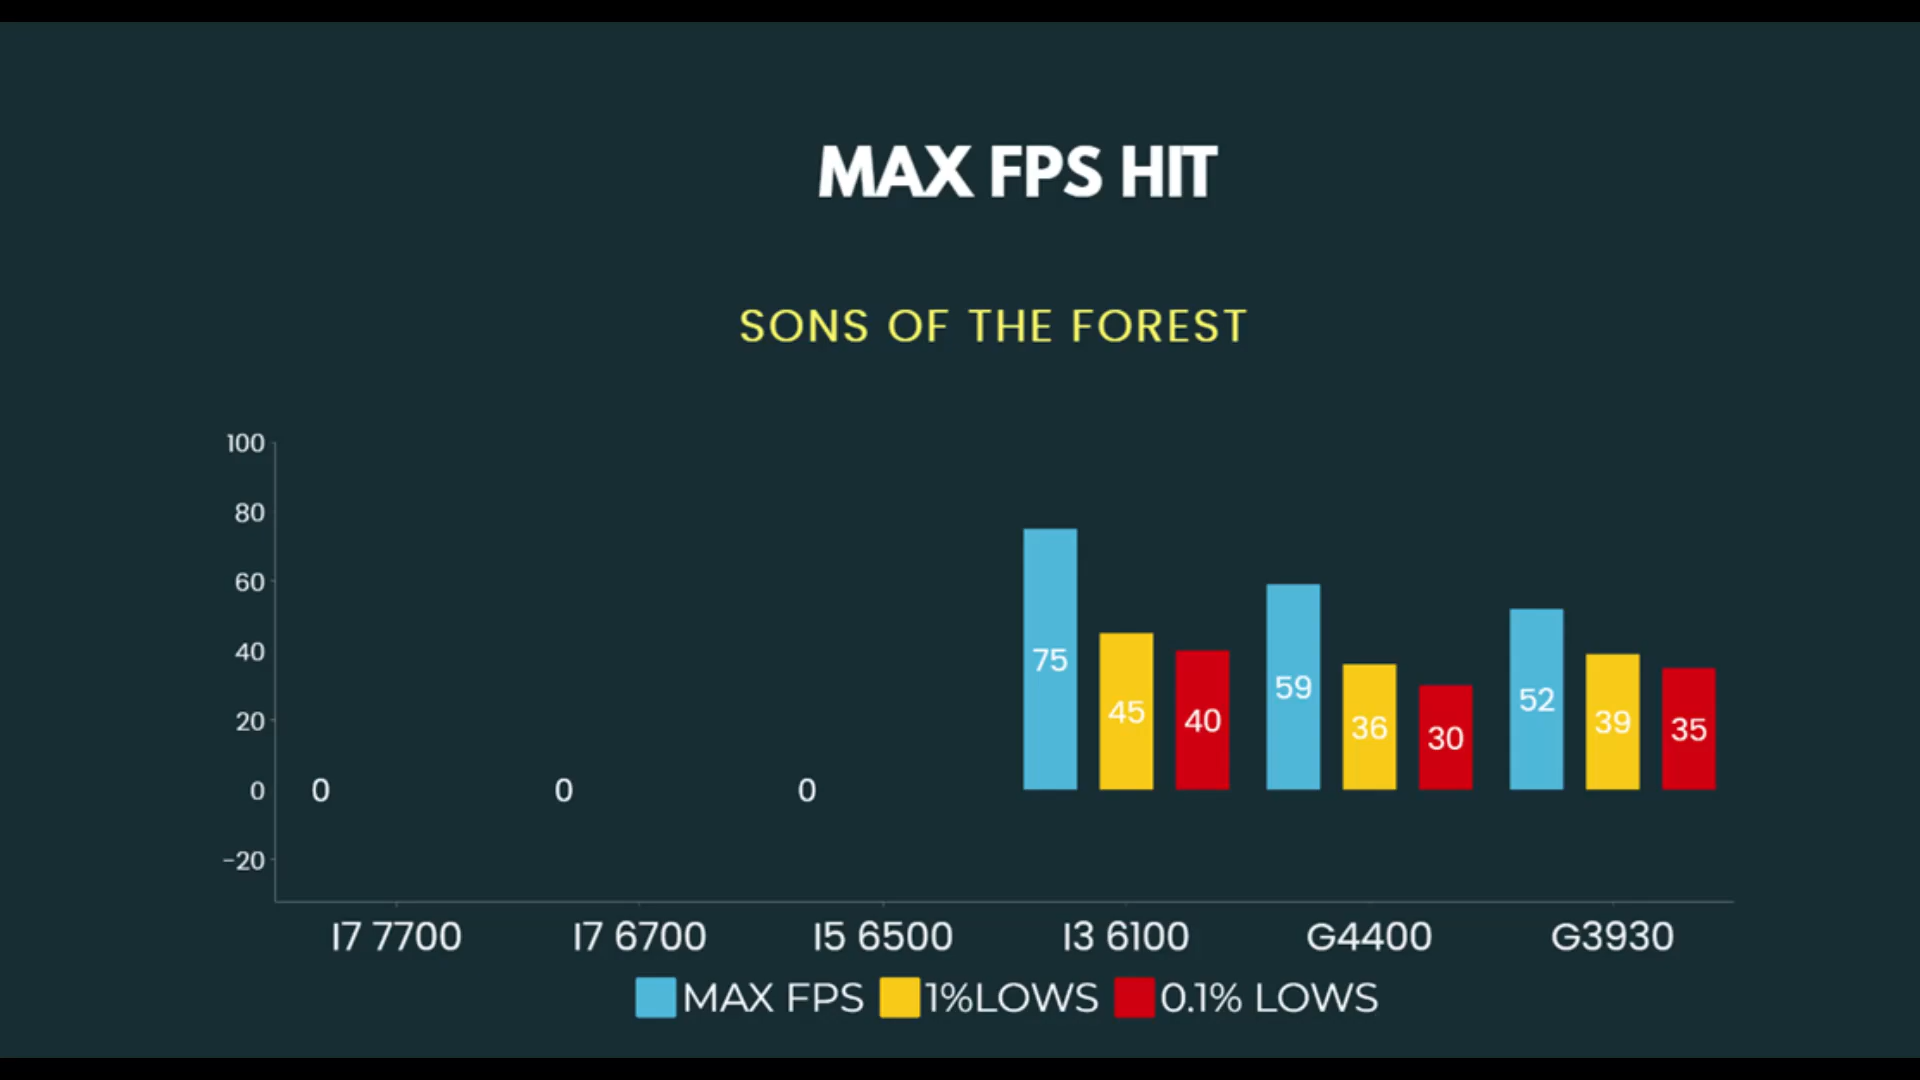 MAX FPS HIT
SONS OF THE FOREST
100
80
60
40
20
0
-20
0
0
0
75
45
40
59
36
30
52
39
35
I7 7700
I7 6700
I5 6500
I3 6100
G4400
G3930
MAX FPS
1%LOWS
0.1% LOWS